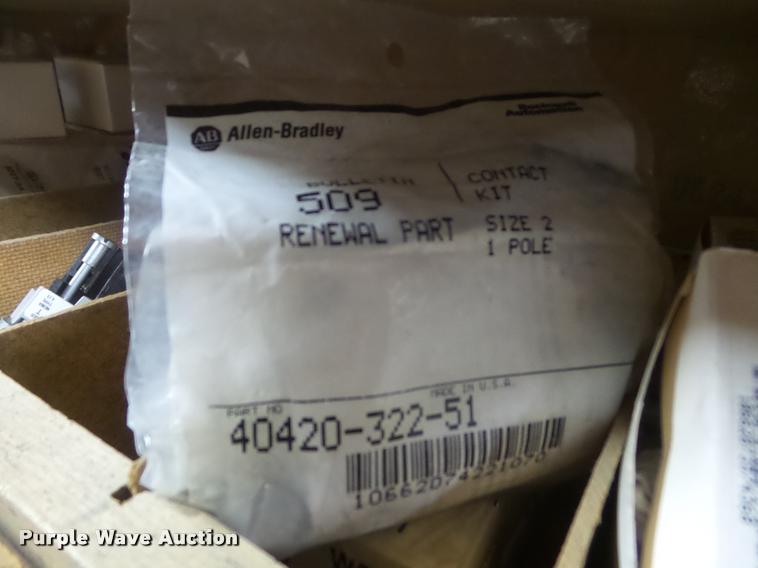 AB Allen-Bradley
Rockwell
Automation
BULLETIN
509
RENEWAL PART
CONTACT
KIT
SIZE 2
1 POLE
MADE IN U.S.A.
PART NO
40420-322-51
10662074221070
Purple Wave Auction